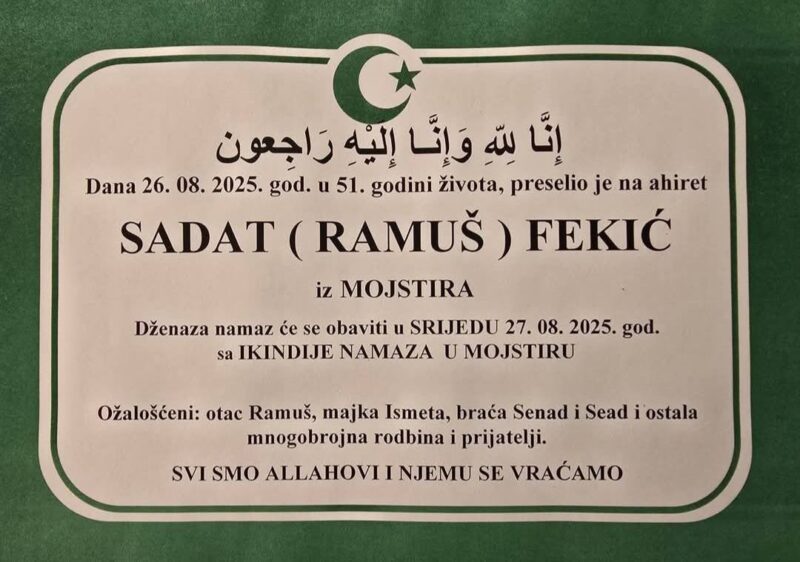 إِنَّا لِلّٰهِ وَإِنَّـا إِلَيْهِ رَاجِعون
Dana 26. 08. 2025. god. u 51. godini života, preselio je na ahiret
SADAT ( RAMUŠ ) FEKIĆ
iz MOJSTIRA
Dženaza namaz će se obaviti u SRIJEDU 27. 08. 2025. god.
sa IKINDIJE NAMAZA U MOJSTIRU
Ožalošćeni: otac Ramuš, majka Ismeta, braća Senad i Sead i ostala
mnogobrojna rodbina i prijatelji.
SVI SMO ALLAHOVI I NJEMU SE VRAĆAMO